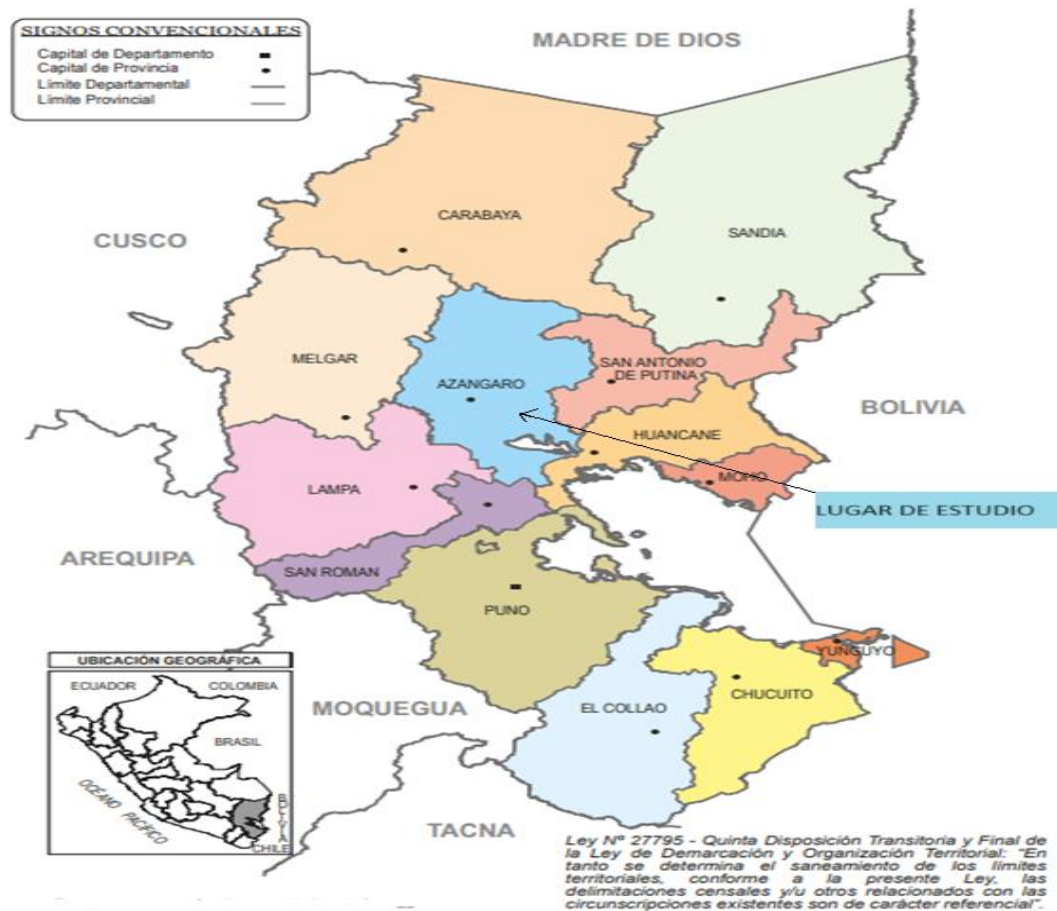 SIGNOS CONVENCIONALES
Capital de Departamento
Capital de Provincia
Límite Departamental
Límite Provincial
MADRE DE DIOS
CUSCO
CARABAYA
SANDIA
MELGAR
AZANGARO
SAN ANTONIO
DE PUTINA
BOLIVIA
HUANCANE
LAMPA
MOHO
LUGAR DE ESTUDIO
AREQUIPA
SAN ROMAN
PUNO
YUNGUYO
UBICACIÓN GEOGRÁFICA
ECUADOR
COLOMBIA
BRASIL
OCÉANO PACÍFICO
BOLIVIA
CHILE
MOQUEGUA
EL COLLAO
CHUCUITO
TACNA
Ley Nº 27795 - Quinta Disposición Transitoria y Final de
la Ley de Demarcación y Organización Territorial: "En
tanto se determina el saneamiento de los límites
territoriales, conforme a la presente Ley, las
delimitaciones censales y/u otros relacionados con las
circunscripciones existentes son de carácter referencial".